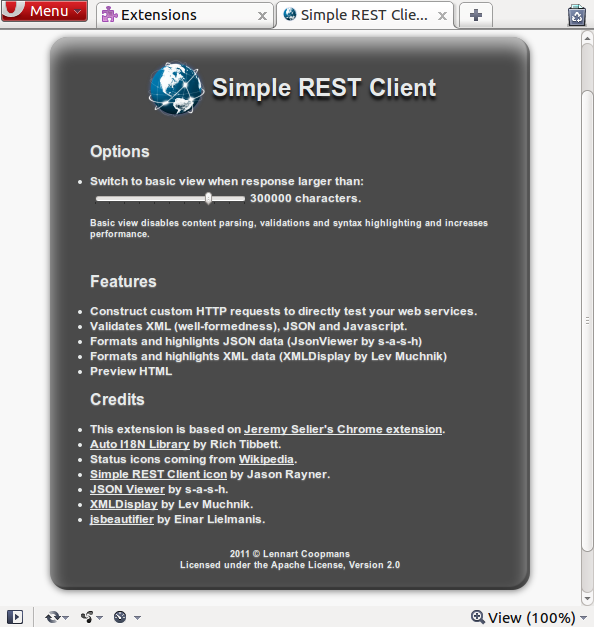 Menu
Extensions
Simple REST Clie...
Simple REST Client
Options
Switch to basic view when response larger than:
300000 characters.
Basic view disables content parsing, validations and syntax highlighting and increases
performance.
Features
Construct custom HTTP requests to directly test your web services.
Validates XML (well-formedness), JSON and Javascript.
Formats and highlights JSON data (JsonViewer by s-a-s-h)
Formats and highlights XML data (XMLDisplay by Lev Muchnik)
Preview HTML
Credits
This extension is based on Jeremy Selier's Chrome extension.
Auto I18N Library by Rich Tibbett.
Status icons coming from Wikipedia.
Simple REST Client icon by Jason Rayner.
JSON Viewer by s-a-s-h.
XMLDisplay by Lev Muchnik.
jsbeautifier by Einar Lielmanis.
2011 © Lennart Coopmans
Licensed under the Apache License, Version 2.0
View (100%)